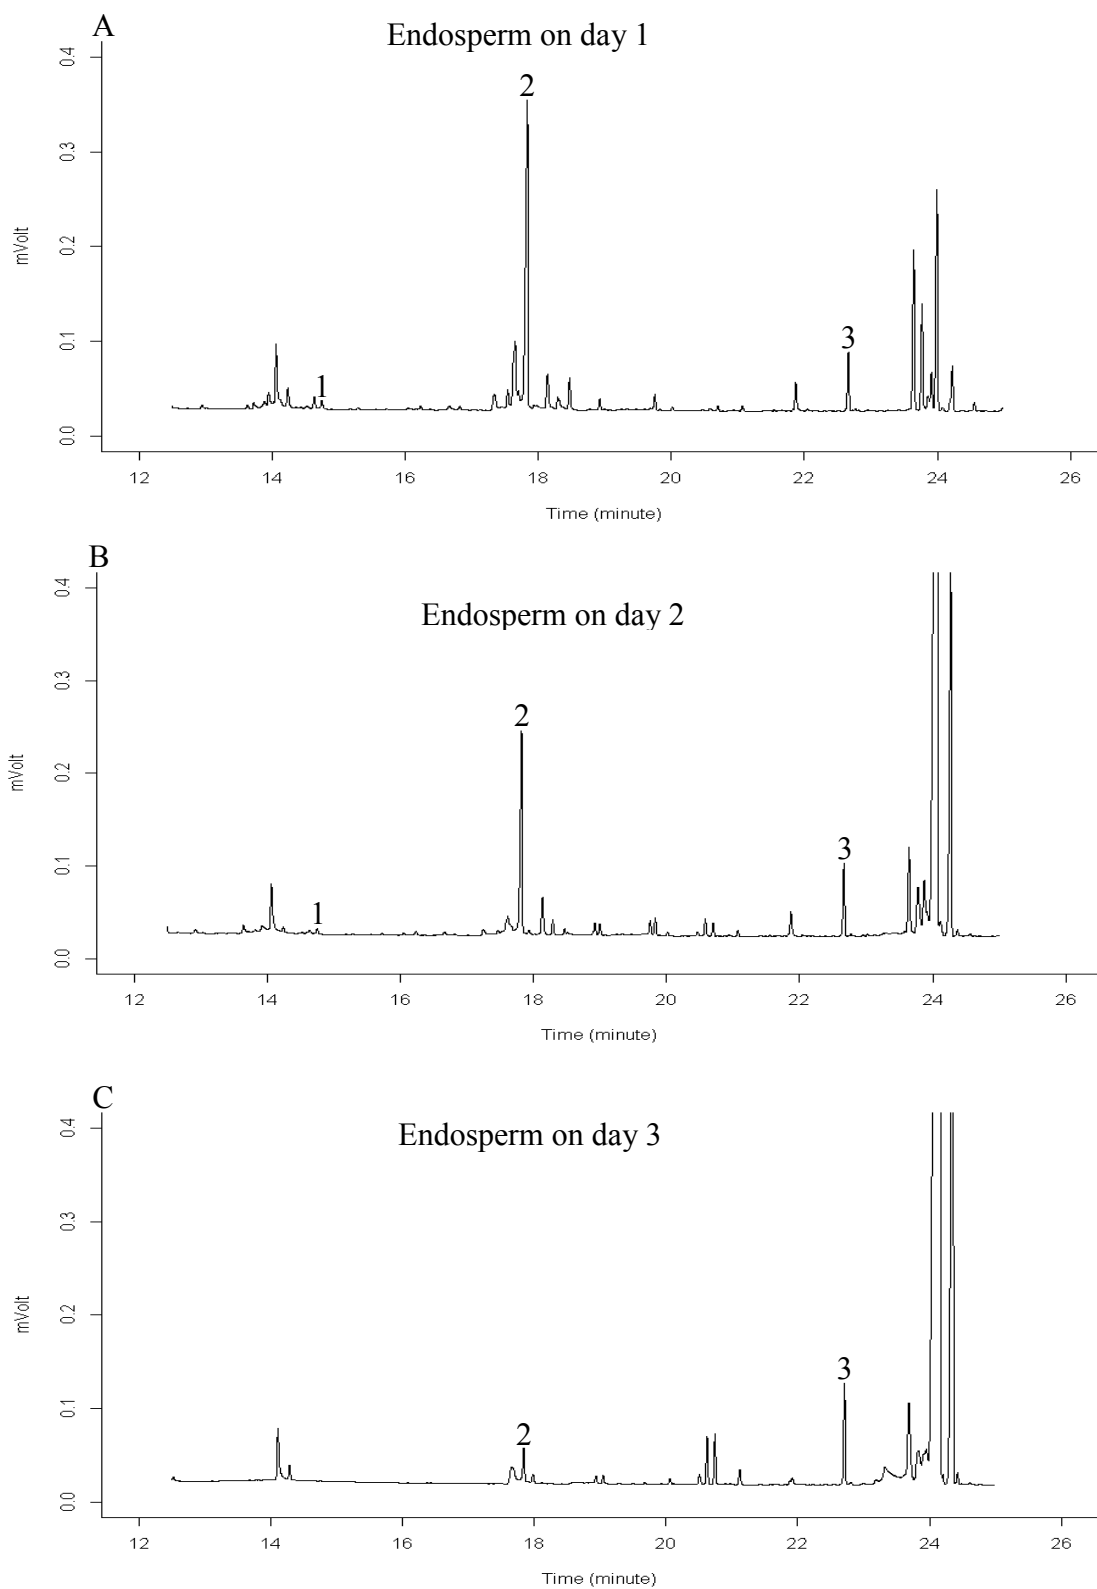 A
Endosperm on day 1
0.4
0.3
0.2
0.1
0.0
mVolt
1
2
3
12 14 16 18 20 22 24 26
Time (minute)
B
Endosperm on day 2
0.4
0.3
0.2
0.1
0.0
mVolt
1
2
3
12 14 16 18 20 22 24 26
Time (minute)
C
Endosperm on day 3
0.4
0.3
0.2
0.1
0.0
mVolt
2
3
12 14 16 18 20 22 24 26
Time (minute)